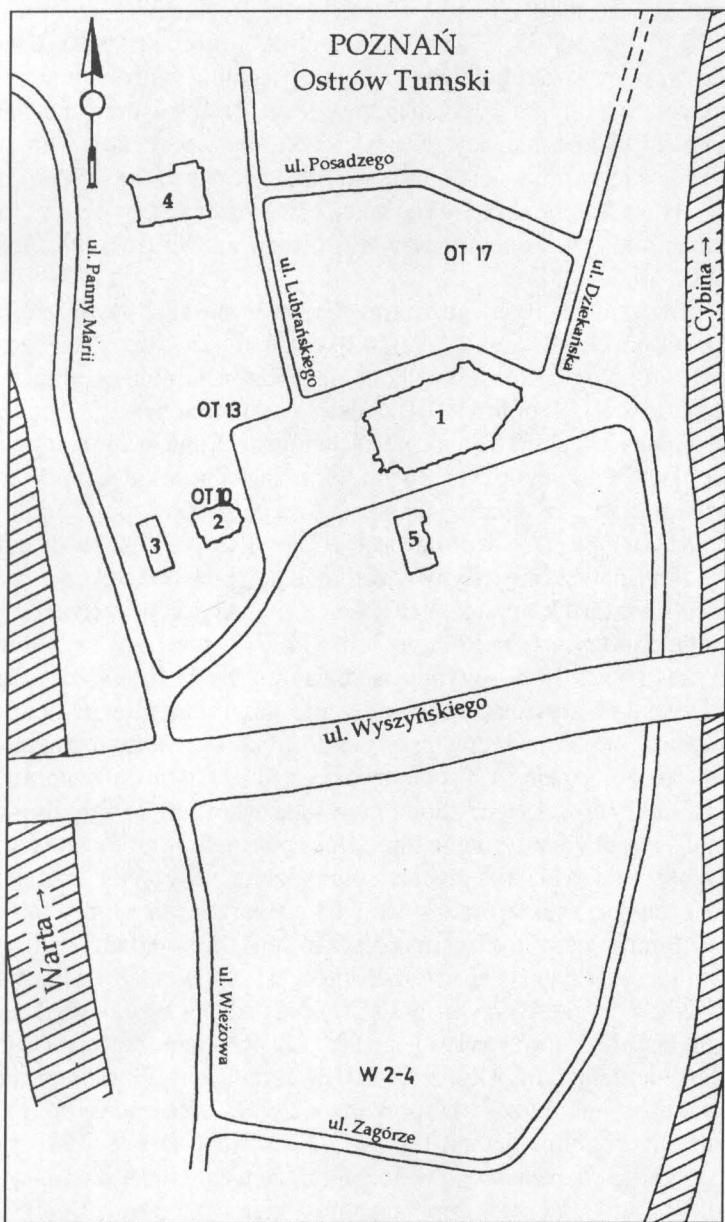 POZNAŃ
Ostrów Tumski
ul. Posadzego
4
OT 17
ul. Panny Marii
ul. Lubrańskiego
ul. Dziekańska
Cybina →
1
OT 13
OT 10
2
3
5
ul. Wyszyńskiego
Warta →
ul. Wieżowa
W 2-4
ul. Zagórze